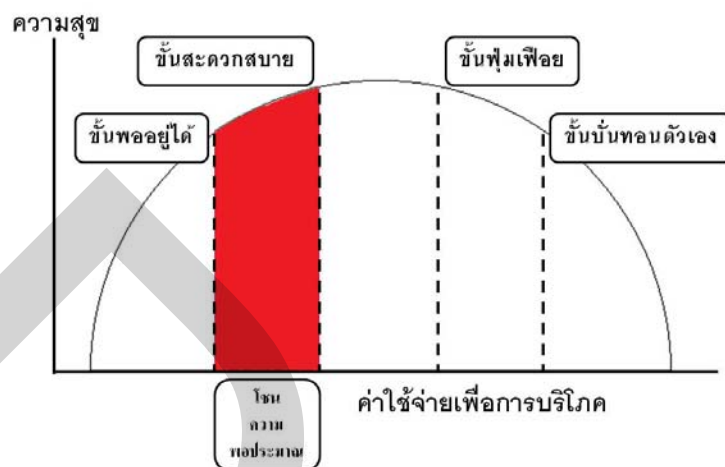 ความสุข
ขั้นสะดวกสบาย
ขั้นฟุ่มเฟือย
ขั้นพออยู่ได้
ขั้นบั่นทอนตัวเอง
โซน
ความ
พอประมาณ
ค่าใช้จ่ายเพื่อการบริโภค